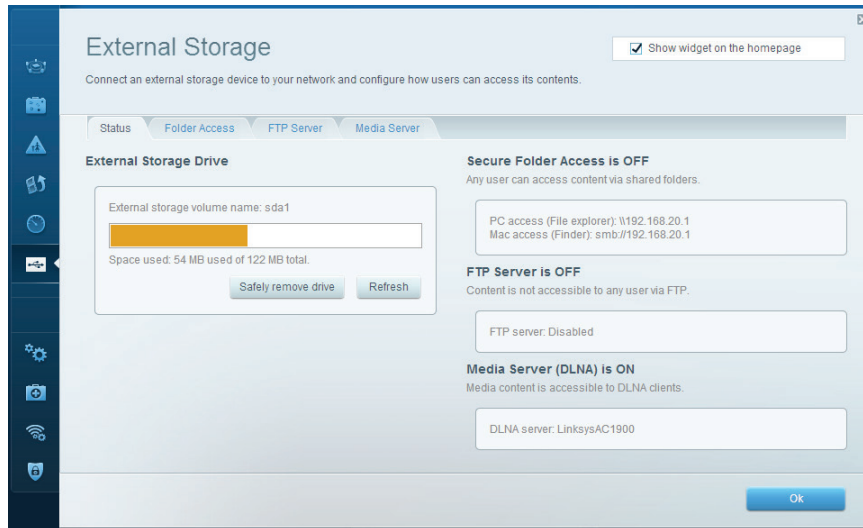 External Storage
Show widget on the homepage
Connect an external storage device to your network and configure how users can access its contents.
Status Folder Access FTP Server Media Server
External Storage Drive
External storage volume name: sda1
Space used: 54 MB used of 122 MB total.
Safely remove drive Refresh
Secure Folder Access is OFF
Any user can access content via shared folders.
PC access (File explorer): \\192.168.20.1
Mac access (Finder): smb://192.168.20.1
FTP Server is OFF
Content is not accessible to any user via FTP.
FTP server: Disabled
Media Server (DLNA) is ON
Media content is accessible to DLNA clients.
DLNA server: LinksysAC1900
Ok